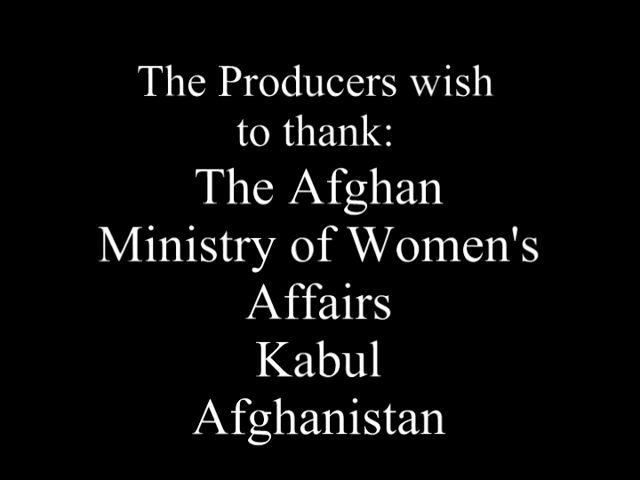 The Producers wish
to thank:
The Afghan
Ministry of Women's
Affairs
Kabul
Afghanistan